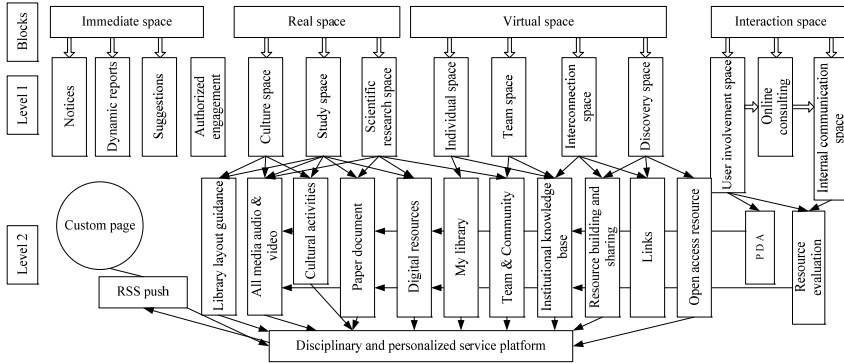 Blocks
Immediate space
Real space
Virtual space
Interaction space
Level 1
Notices
Dynamic reports
Suggestions
Authorized
engagement
Culture space
Study space
Scientific
research space
Individual space
Team space
Interconnection
space
Discovery space
User involvement space
Online
consulting
Internal communication
space
Level 2
Custom page
RSS push
Library layout guidance
All media audio &
video
Cultural activities
Paper document
Digital resources
My library
Team & Community
Institutional knowledge
base
Resource building and
sharing
Links
Open access resource
PDA
Resource
evaluation
Disciplinary and personalized service platform